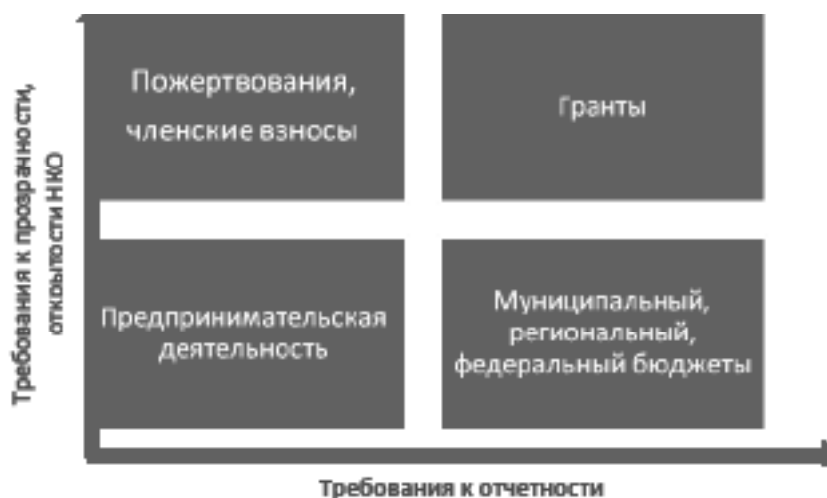 Требования к прозрачности,
открытости НКО
Пожертвования,
членские взносы
Гранты
Предпринимательская
деятельность
Муниципальный,
региональный,
федеральный бюджеты
Требования к отчетности